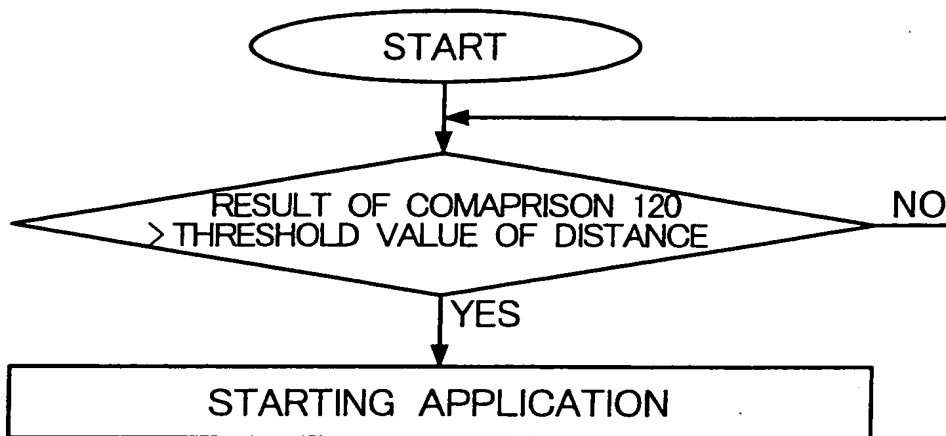 START
RESULT OF COMAPRISON 120
> THRESHOLD VALUE OF DISTANCE
NO
YES
STARTING APPLICATION